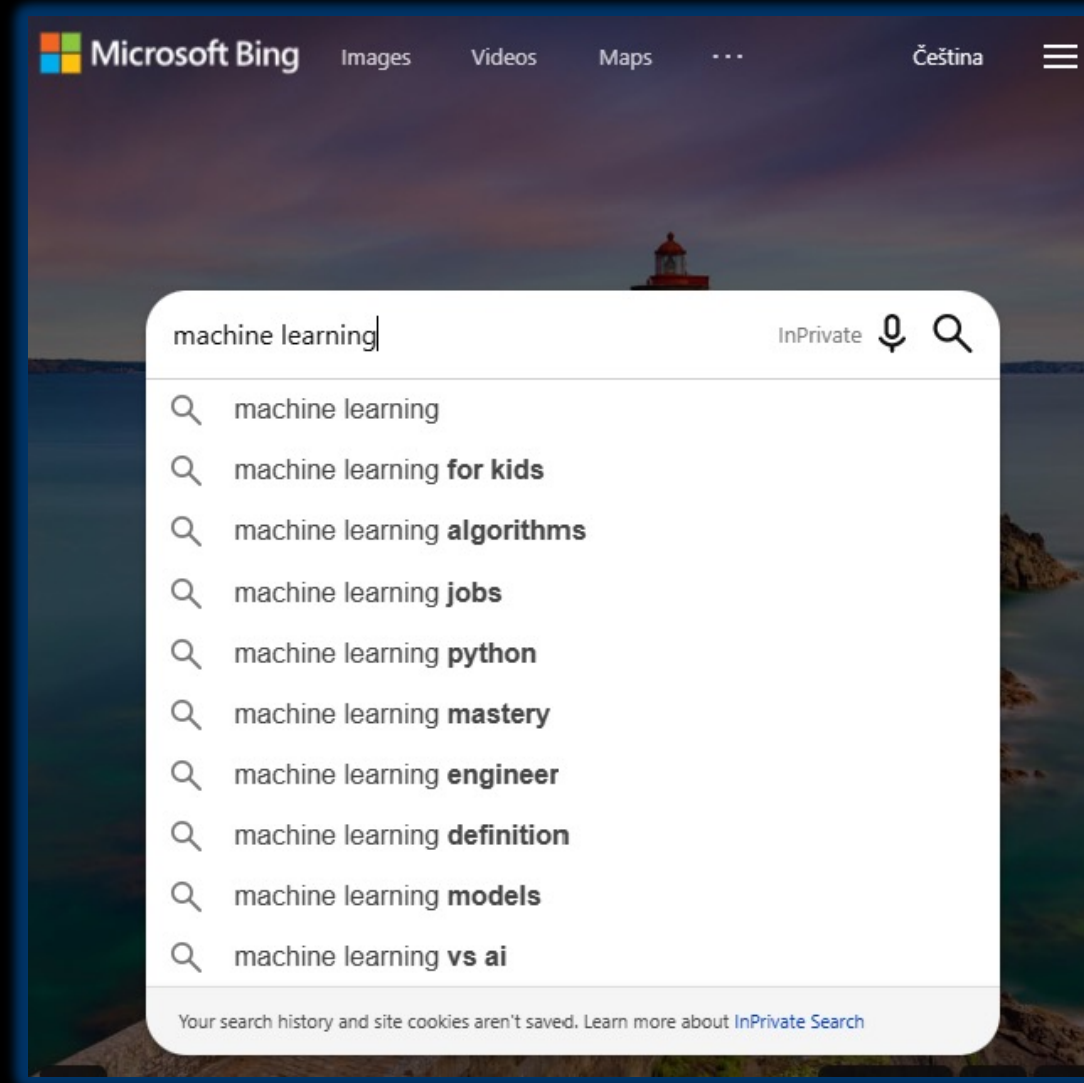 Microsoft Bing Images Videos Maps ... Čeština
machine learning InPrivate
machine learning
machine learning for kids
machine learning algorithms
machine learning jobs
machine learning python
machine learning mastery
machine learning engineer
machine learning definition
machine learning models
machine learning vs ai
Your search history and site cookies aren't saved. Learn more about InPrivate Search